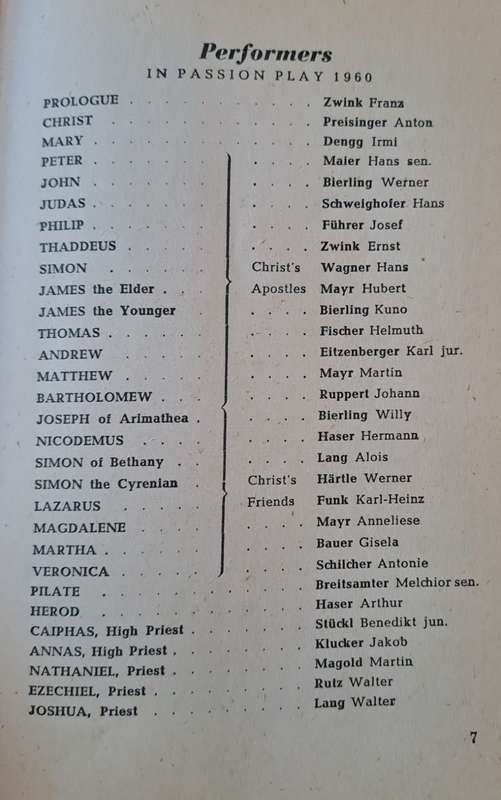 Performers
IN PASSION PLAY 1960
PROLOGUE . . . . . . . . . . . Zwink Franz
CHRIST . . . . . . . . . . . Preisinger Anton
MARY . . . . . . . . . . . . Dengg Irmi
PETER . . . . . . . . . . Maier Hans sen.
JOHN . . . . . . . . . . Bierling Werner
JUDAS . . . . . . . . . . Schweighofer Hans
PHILIP . . . . . . . . . . Führer Josef
THADDEUS . . . . . . . . . Zwink Ernst
SIMON . . . . . . Christ's Wagner Hans
JAMES the Elder . . . Apostles Mayr Hubert
JAMES the Younger . . . . . Bierling Kuno
THOMAS . . . . . . . . . . Fischer Helmuth
ANDREW . . . . . . . . . Eitzenberger Karl jur.
MATTHEW . . . . . . . . . Mayr Martin
BARTHOLOMEW . . . . . . . Ruppert Johann
JOSEPH of Arimathea . . . . . Bierling Willy
NICODEMUS . . . . . . . . Haser Hermann
SIMON of Bethany . . . . . . Lang Alois
SIMON the Cyrenian . Christ's Härtle Werner
LAZARUS . . . . . Friends Funk Karl-Heinz
MAGDALENE . . . . . . . . Mayr Anneliese
MARTHA . . . . . . . . . . Bauer Gisela
VERONICA . . . . . . . . . Schilcher Antonie
PILATE . . . . . . . . . . . Breitsamter Melchior sen.
HEROD . . . . . . . . . . . Haser Arthur
CAIPHAS, High Priest . . . . . . . Stückl Benedikt jun.
ANNAS, High Priest . . . . . . . . Klucker Jakob
NATHANIEL, Priest . . . . . . . . Magold Martin
EZECHIEL, Priest . . . . . . . . . Rutz Walter
JOSHUA, Priest . . . . . . . . . Lang Walter
7